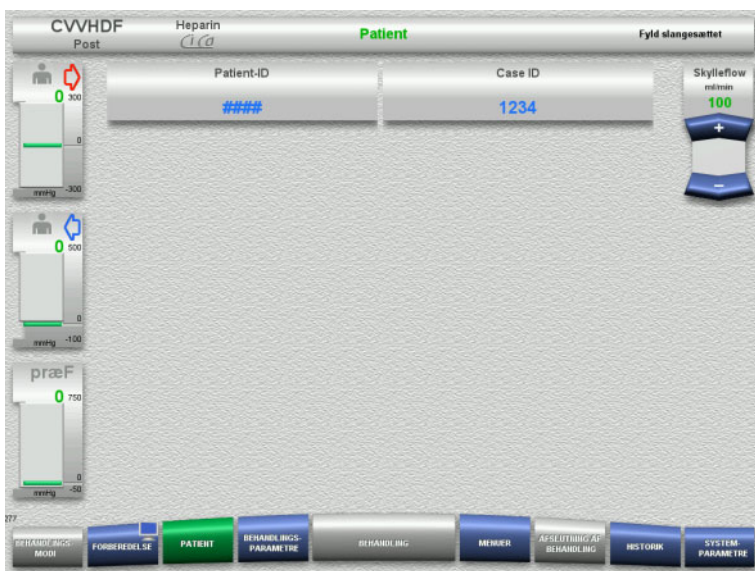 CVVHDF
Post
Heparin
Ci Ca
Patient
Fyld slangesættet
Patient-ID
####
Case ID
1234
Skylleflow
ml/min
100
+
–
0
300
0
-300
mmHg
0
500
0
-100
mmHg
præF
0
750
0
-50
mmHg
277
BEHANDLINGS-
MODI
FORBEREDELSE
PATIENT
BEHANDLINGS-
PARAMETRE
BEHANDLING
MENUER
AFSLUTNING AF
BEHANDLING
HISTORIK
SYSTEM-
PARAMETRE